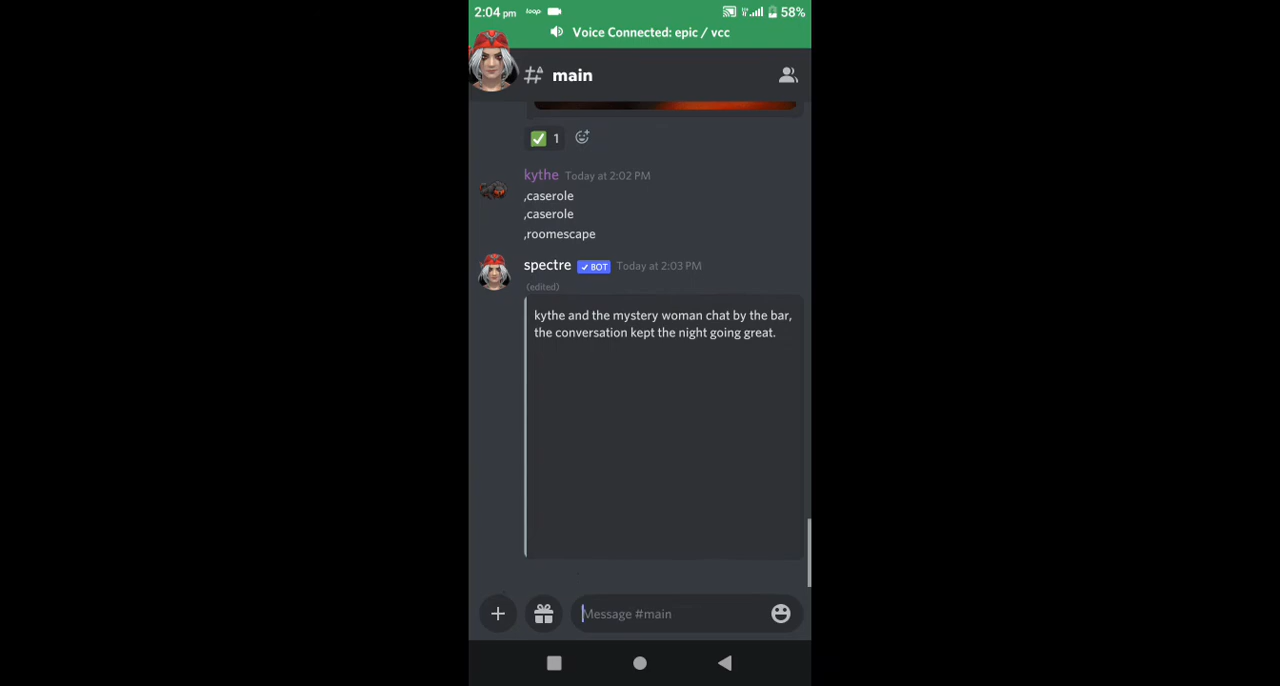 2:04 pm loop 58%
Voice Connected: epic / vcc
# main
1
kythe Today at 2:02 PM
,caserole
,caserole
,roomescape
spectre ✓ BOT Today at 2:03 PM
(edited)
kythe and the mystery woman chat by the bar,
the conversation kept the night going great.
Message #main